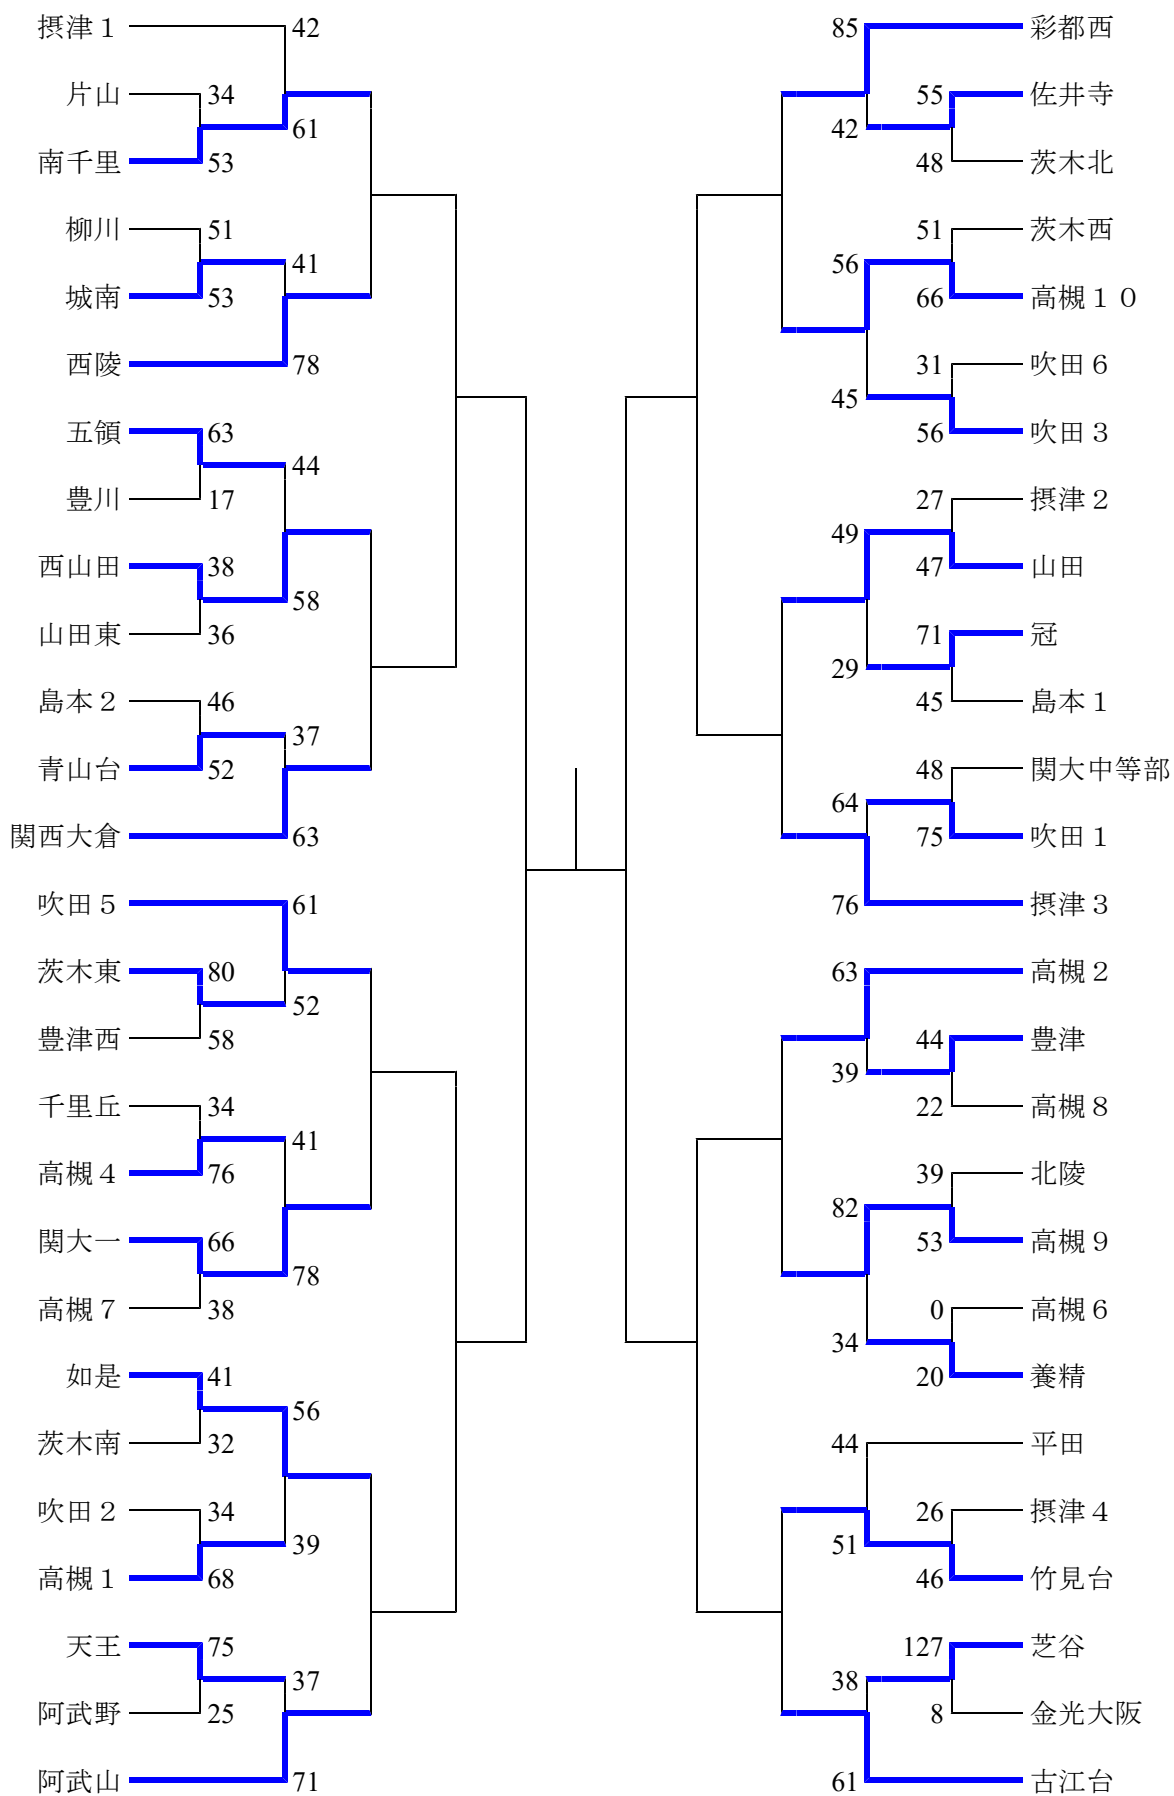 摂津１ 42 85 彩都西
片山 34 55 佐井寺
61 42
南千里 53 48 茨木北
柳川 51 51 茨木西
41 56
城南 53 66 高槻１０
西陵 78 31 吹田６
45
五領 63 56 吹田３
44
豊川 17 27 摂津２
49
西山田 38 47 山田
58
山田東 36 71 冠
29
島本２ 46 45 島本１
37
青山台 52 48 関大中等部
64
関西大倉 63 75 吹田１
吹田５ 61 76 摂津３
茨木東 80 63 高槻２
52
豊津西 58 44 豊津
39
千里丘 34 22 高槻８
41
高槻４ 76 39 北陵
82
関大一 66 53 高槻９
78
高槻７ 38 0 高槻６
34
如是 41 20 養精
56
茨木南 32 44 平田
吹田２ 34 26 摂津４
39 51
高槻１ 68 46 竹見台
天王 75 127 芝谷
37 38
阿武野 25 8 金光大阪
阿武山 71 61 古江台